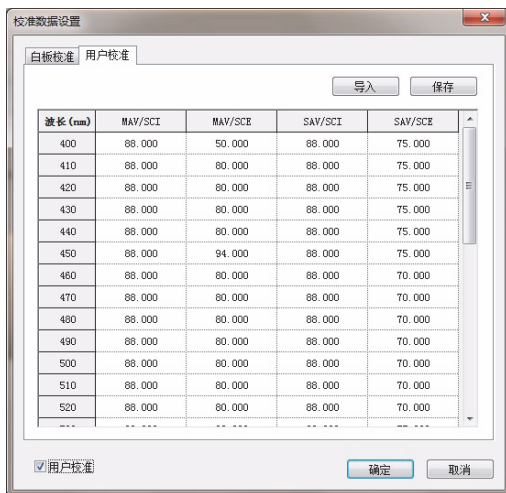 校准数据设置
白板校准 用户校准
导入 保存
波长(nm) MAV/SCI MAV/SCE SAV/SCI SAV/SCE
400 88.000 50.000 88.000 75.000
410 88.000 80.000 88.000 75.000
420 88.000 80.000 88.000 75.000
430 88.000 80.000 88.000 75.000
440 88.000 80.000 88.000 75.000
450 88.000 94.000 88.000 75.000
460 88.000 80.000 88.000 70.000
470 88.000 80.000 88.000 70.000
480 88.000 80.000 88.000 70.000
490 88.000 80.000 88.000 70.000
500 88.000 80.000 88.000 70.000
510 88.000 80.000 88.000 70.000
520 88.000 80.000 88.000 70.000
用户校准 确定 取消